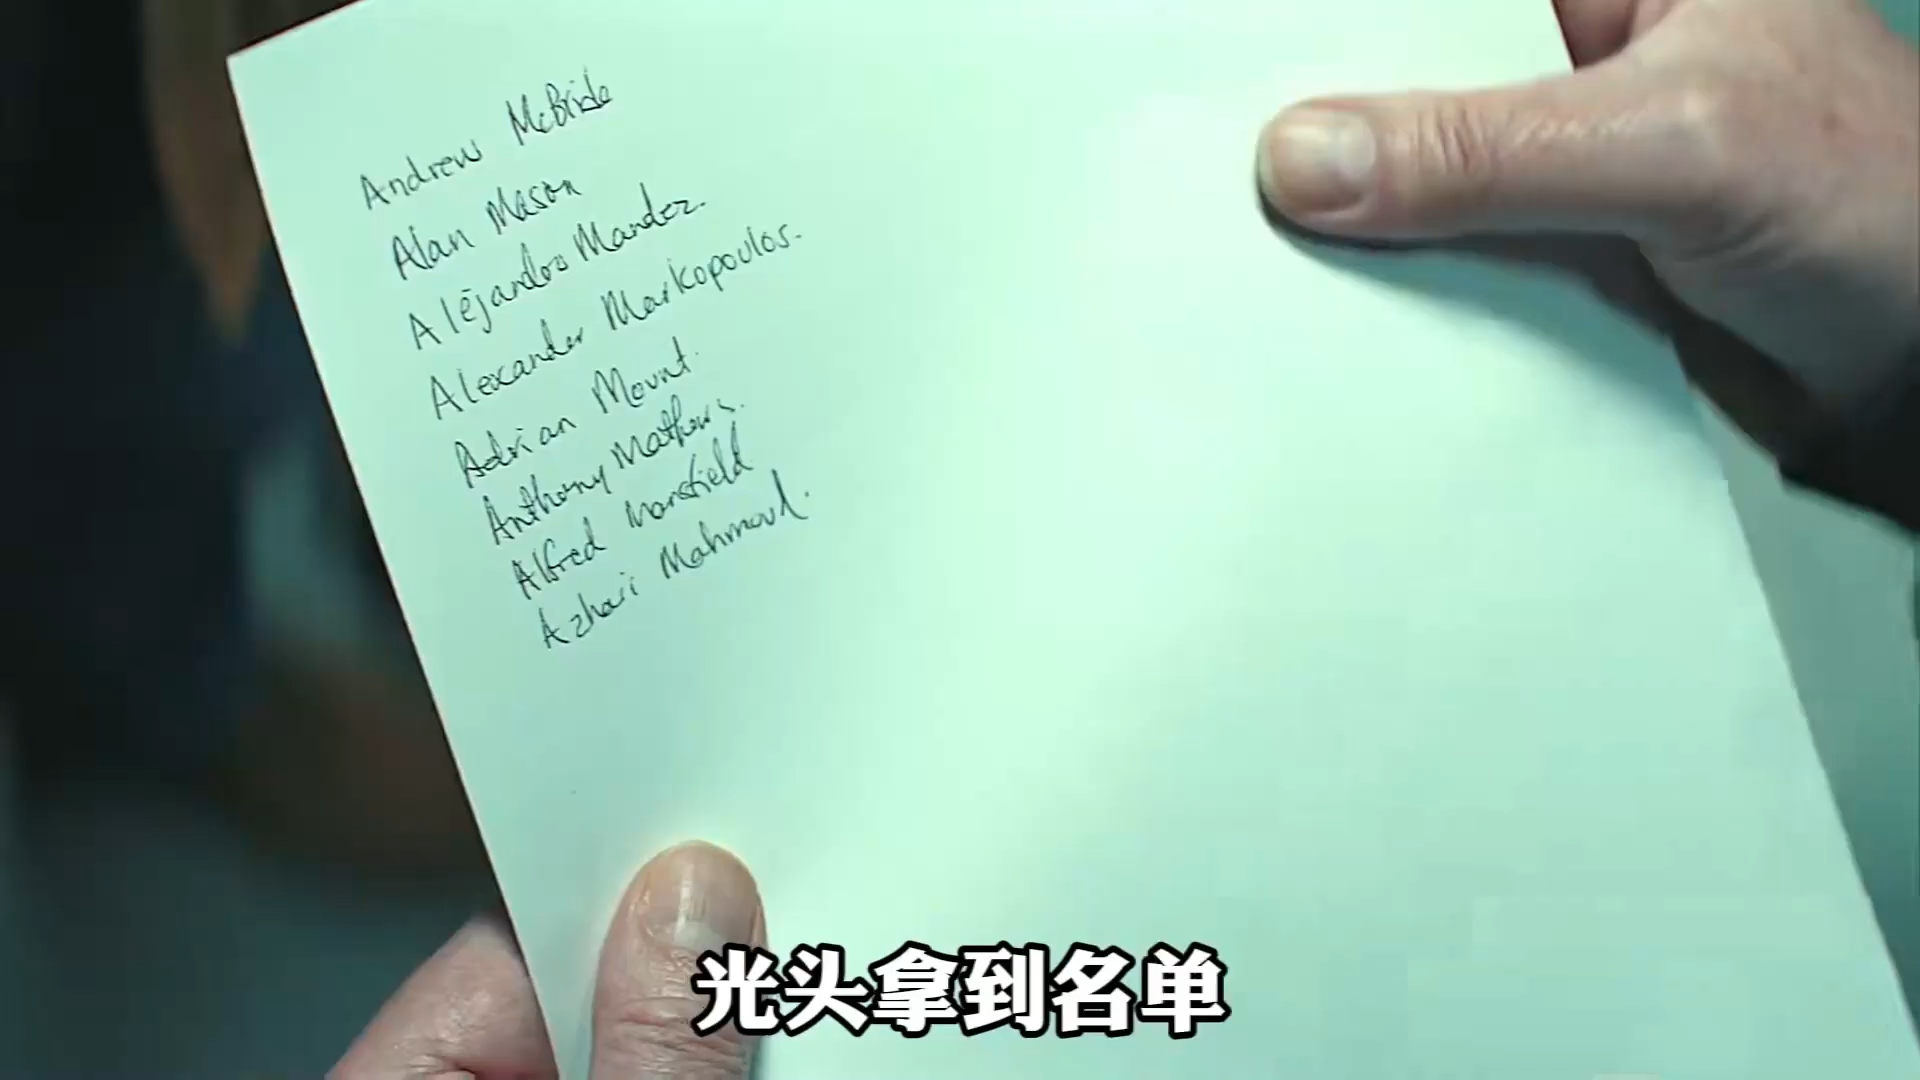 Andrew McBride
Alan Mason
Alejandro Mandez.
Alexander Markopoulos.
Adrian Mount.
Anthony Mathews.
Alfred Mansfield
Azhari Mahmoud.
光头拿到名单